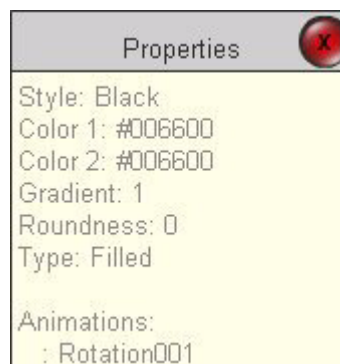 Properties
X
Style: Black
Color 1: #006600
Color 2: #006600
Gradient: 1
Roundness: 0
Type: Filled
Animations:
: Rotation001